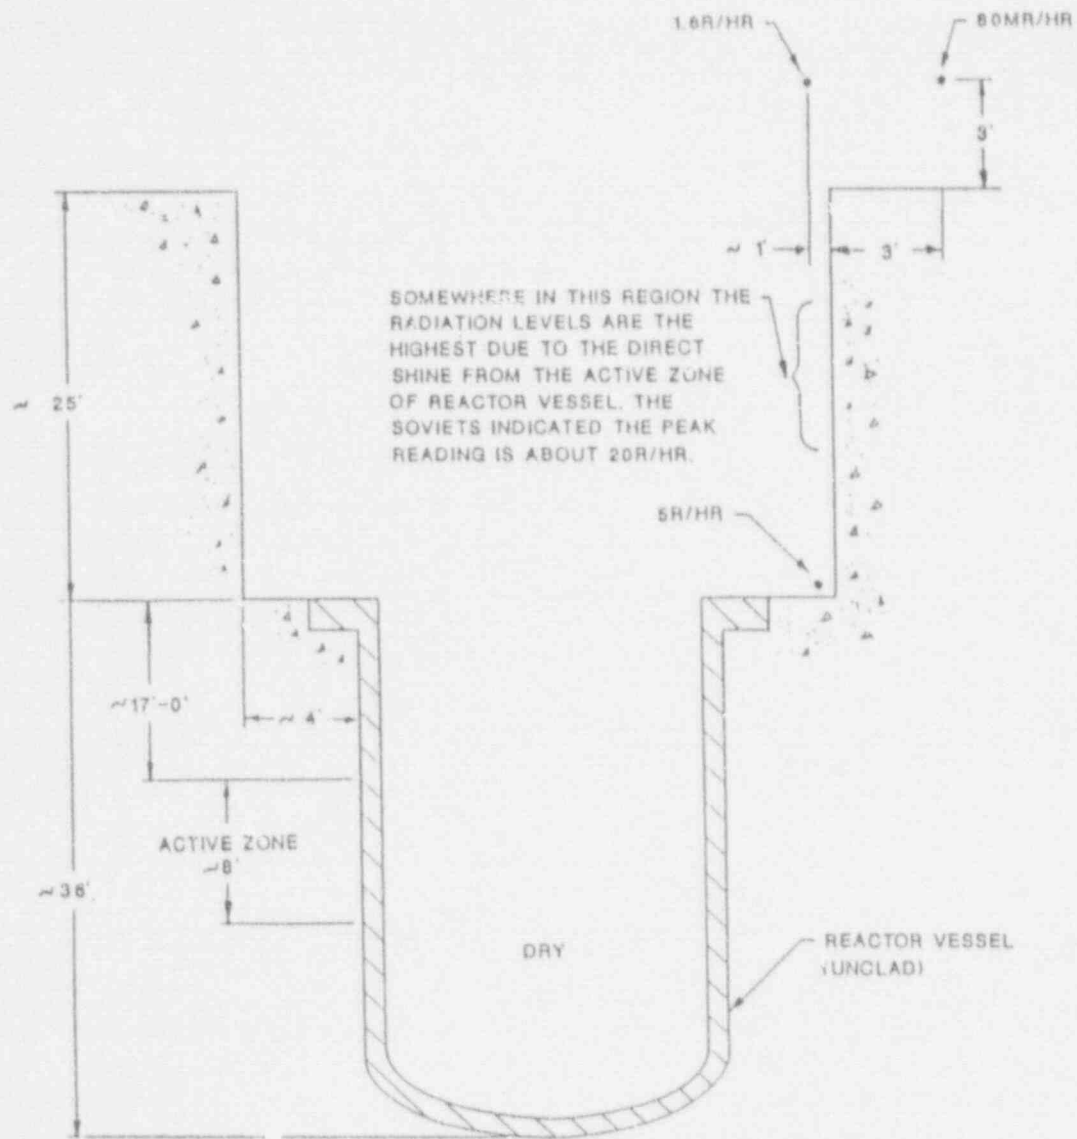 1.6R/HR
80MR/HR
3'
~ 1'
3'
SOMEWHERE IN THIS REGION THE
RADIATION LEVELS ARE THE
HIGHEST DUE TO THE DIRECT
SHINE FROM THE ACTIVE ZONE
OF REACTOR VESSEL. THE
SOVIETS INDICATED THE PEAK
READING IS ABOUT 20R/HR.
~ 25'
5R/HR
~17'-0'
~ 4'
ACTIVE ZONE
~8'
~36'
DRY
REACTOR VESSEL
(UNCLAD)